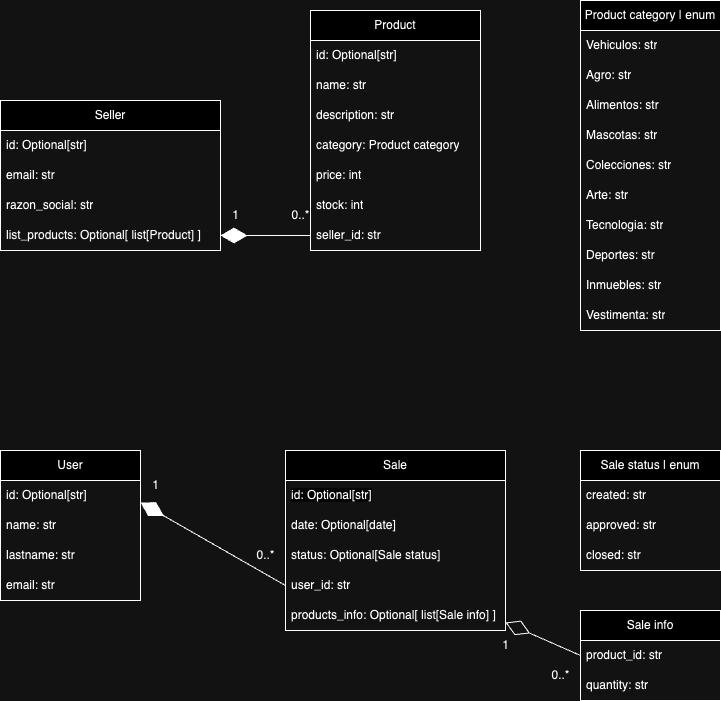 Product
id: Optional[str]
name: str
description: str
category: Product category
price: int
stock: int
seller_id: str
Product category | enum
Vehiculos: str
Agro: str
Alimentos: str
Mascotas: str
Colecciones: str
Arte: str
Tecnologia: str
Deportes: str
Inmuebles: str
Vestimenta: str
Seller
id: Optional[str]
email: str
razon_social: str
list_products: Optional[ list[Product] ]
1
0..*
User
id: Optional[str]
name: str
lastname: str
email: str
1
0..*
Sale
id: Optional[str]
date: Optional[date]
status: Optional[Sale status]
user_id: str
products_info: Optional[ list[Sale info] ]
1
0..*
Sale status | enum
created: str
approved: str
closed: str
Sale info
product_id: str
quantity: str